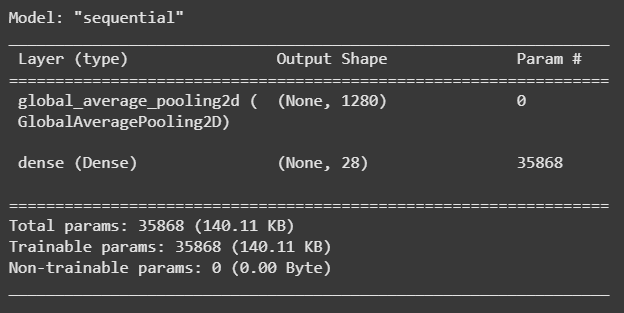 Model: "sequential"
_________________________________________________________________
Layer (type) Output Shape Param #
=================================================================
global_average_pooling2d ( (None, 1280) 0
GlobalAveragePooling2D)
dense (Dense) (None, 28) 35868
=================================================================
Total params: 35868 (140.11 KB)
Trainable params: 35868 (140.11 KB)
Non-trainable params: 0 (0.00 Byte)
_________________________________________________________________